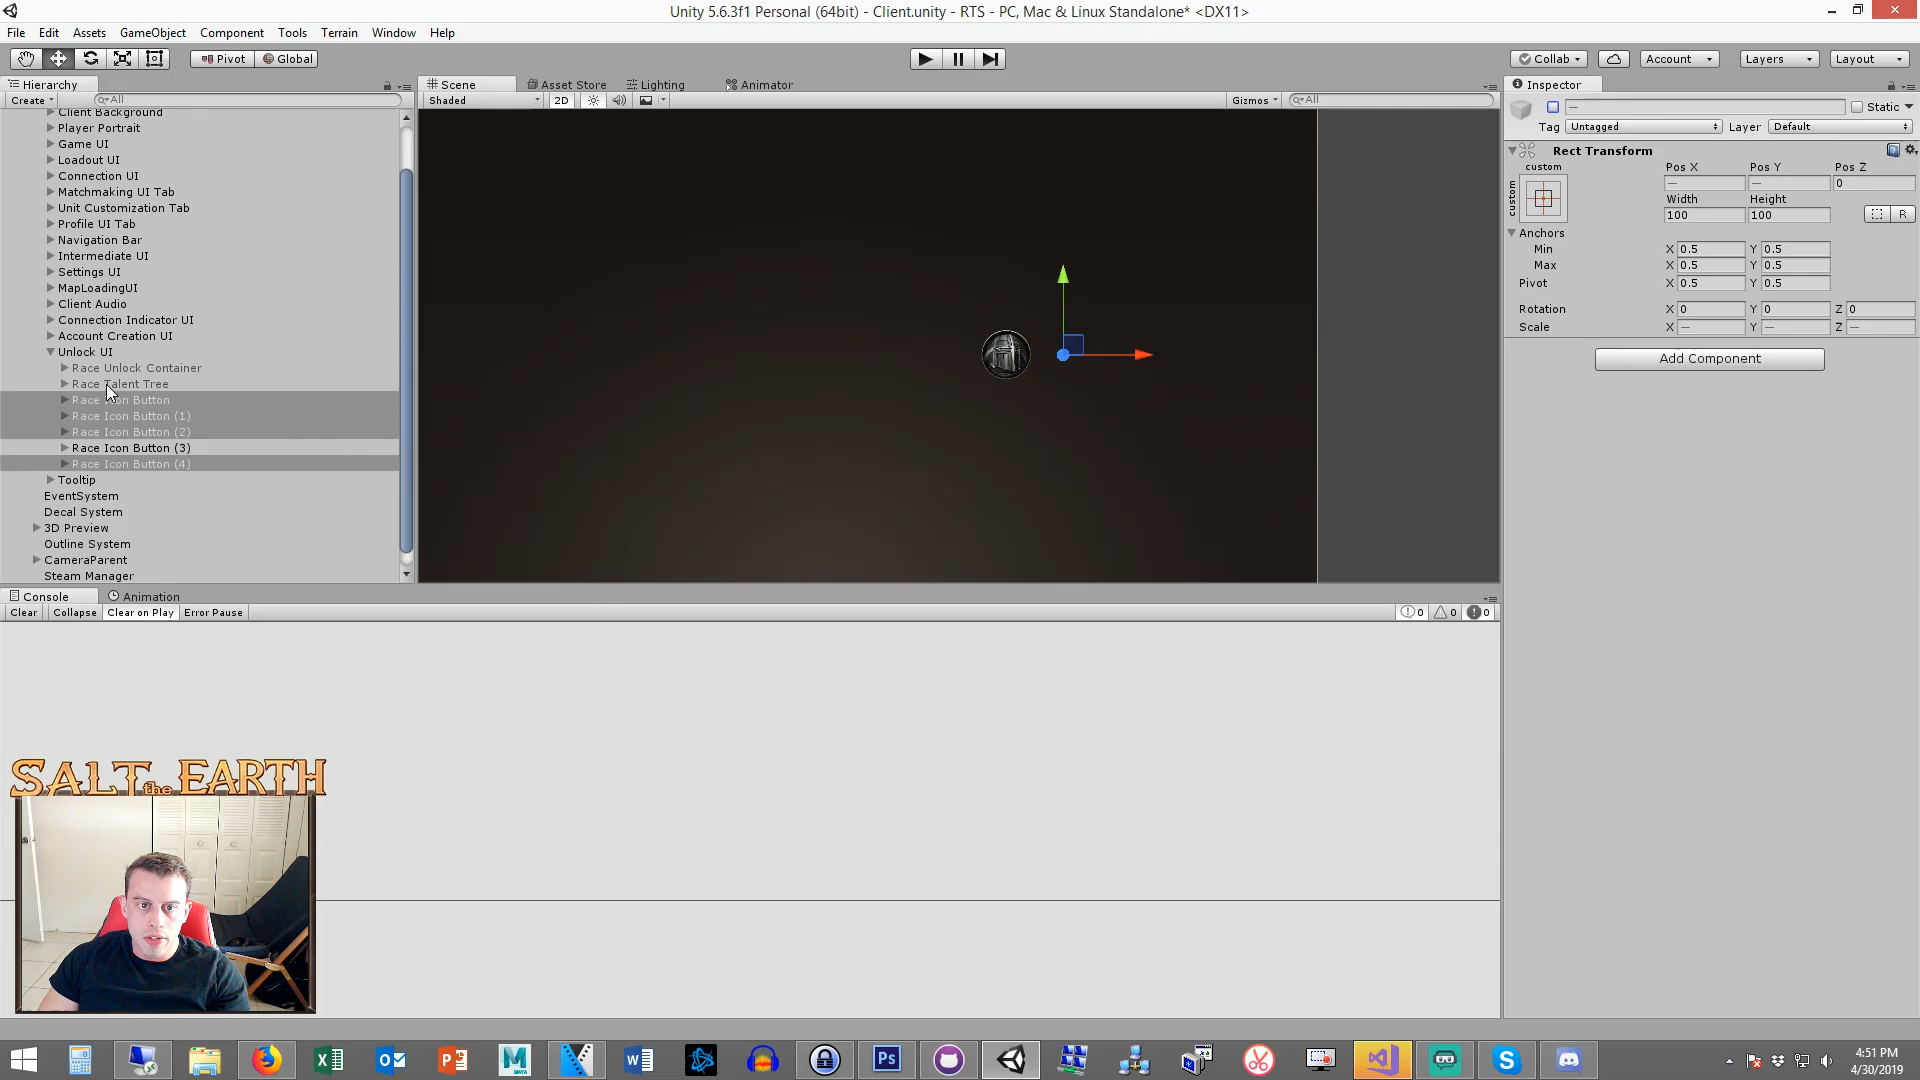 Unity 5.6.3f1 Personal (64bit) - Client.unity - RTS - PC, Mac & Linux Standalone* <DX11>
File Edit Assets GameObject Component Tools Terrain Window Help
Pivot Global Collab Account Layers Layout
Hierarchy
Create All
Client Background
Player Portrait
Game UI
Loadout UI
Connection UI
Matchmaking UI Tab
Unit Customization Tab
Profile UI Tab
Navigation Bar
Intermediate UI
Settings UI
MapLoadingUI
Client Audio
Connection Indicator UI
Account Creation UI
Unlock UI
Race Unlock Container
Race Talent Tree
Race Icon Button
Race Icon Button (1)
Race Icon Button (2)
Race Icon Button (3)
Race Icon Button (4)
Tooltip
EventSystem
Decal System
3D Preview
Outline System
CameraParent
Steam Manager
Scene Asset Store Lighting Animator
Shaded 2D Gizmos All
Inspector
— Static
Tag Untagged Layer Default
Rect Transform
custom Pos X Pos Y Pos Z
custom — — 0
Width Height
100 100 R
Anchors
Min X 0.5 Y 0.5
Max X 0.5 Y 0.5
Pivot X 0.5 Y 0.5
Rotation X 0 Y 0 Z 0
Scale X — Y — Z —
Add Component
Console Animation
Clear Collapse Clear on Play Error Pause 0 0 0
SALT the EARTH
4:51 PM
4/30/2019